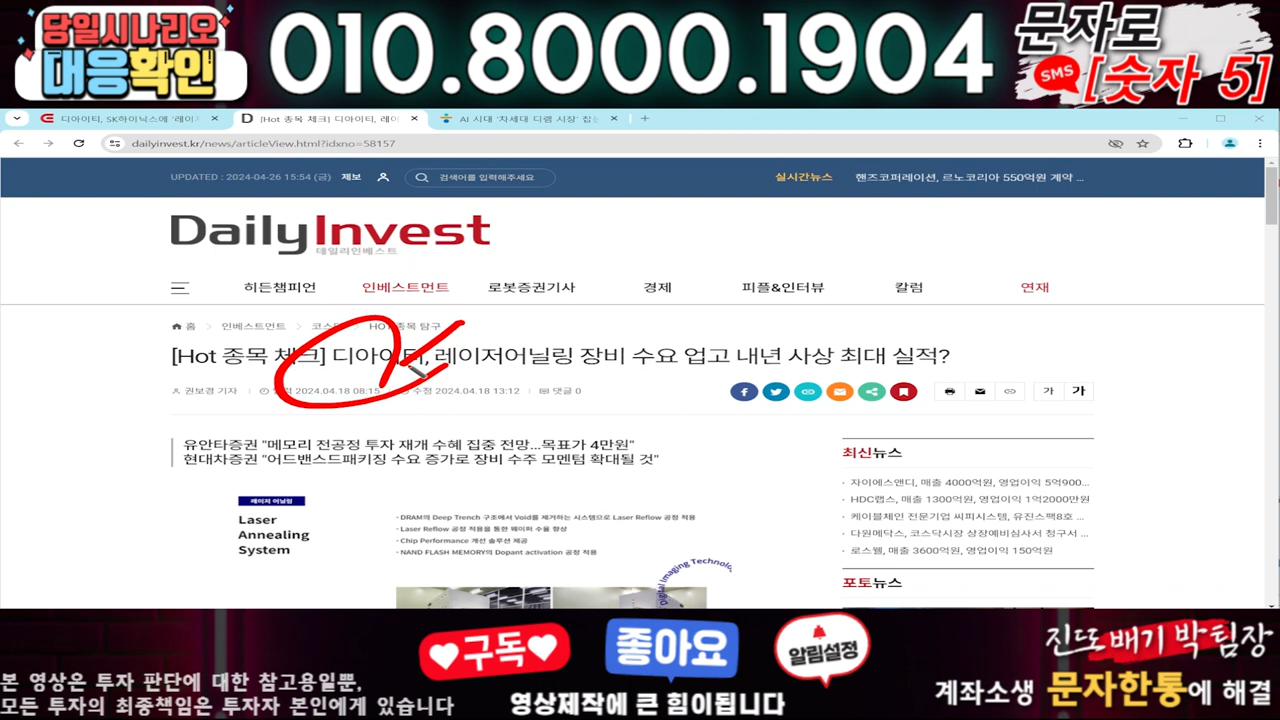 당일시나리오
대응확인
010.8000.1904
문자로
SMS
[숫자 5]
디아이티, SK하이닉스에 '레이저
[Hot 종목 체크] 디아이티, 레이
AI 시대 '차세대 디램 시장' 잡는
dailyinvest.kr/news/articleView.html?idxno=58157
UPDATED : 2024-04-26 15:54 (금)
제보
검색어를 입력해주세요
실시간뉴스
핸즈코퍼레이션, 르노코리아 550억원 계약 ...
DailyInvest
데일리인베스트
히든챔피언
인베스트먼트
로봇증권기사
경제
피플&인터뷰
칼럼
연재
홈
인베스트먼트
HOT 종목 탐구
[Hot 종목 체크] 디아이티, 레이저어닐링 장비 수요 업고 내년 사상 최대 실적?
권보경 기자
2024.04.18 08:15
수정 2024.04.18 13:12
댓글 0
가
가
유안타증권 "메모리 전공정 투자 재개 수혜 집중 전망...목표가 4만원"
현대차증권 "어드밴스드패키징 수요 증가로 장비 수주 모멘텀 확대될 것"
레이저 어닐링
Laser
Annealing
System
- DRAM의 Deep Trench 구조에서 Void를 제거하는 시스템으로 Laser Reflow 공정 적용
- Laser Reflow 공정 적용을 통한 웨이퍼 수율 향상
- Chip Performance 개선 솔루션 제공
- NAND FLASH MEMORY의 Dopant activation 공정 적용
Digital Imaging Technolo
최신뉴스
자이에스앤디, 매출 4000억원, 영업이익 5억900...
HDC랩스, 매출 1300억원, 영업이익 1억2000만원
케이블체인 전문기업 씨피시스템, 유진스팩8호 ...
다원메닥스, 코스닥시장 상장예비심사서 청구서 ...
로스웰, 매출 3600억원, 영업이익 150억원
포토뉴스
본 영상은 투자 판단에 대한 참고용일뿐,
모든 투자의 최종책임은 투자자 본인에게 있습니다
구독
좋아요
알림설정
영상제작에 큰 힘이됩니다
진또배기 박팀장
계좌소생 문자한통에 해결